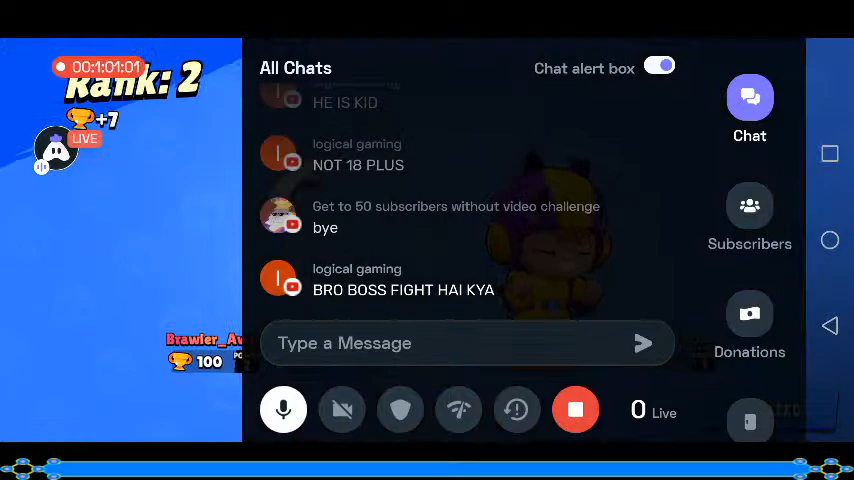 00:1:01:01
Rank: 2
+7
LIVE
All Chats
Chat alert box
HE IS KID
Chat
logical gaming
NOT 18 PLUS
Get to 50 subscribers without video challenge
bye
Subscribers
logical gaming
BRO BOSS FIGHT HAI KYA
Brawler_Aw
100
Type a Message
Donations
0 Live